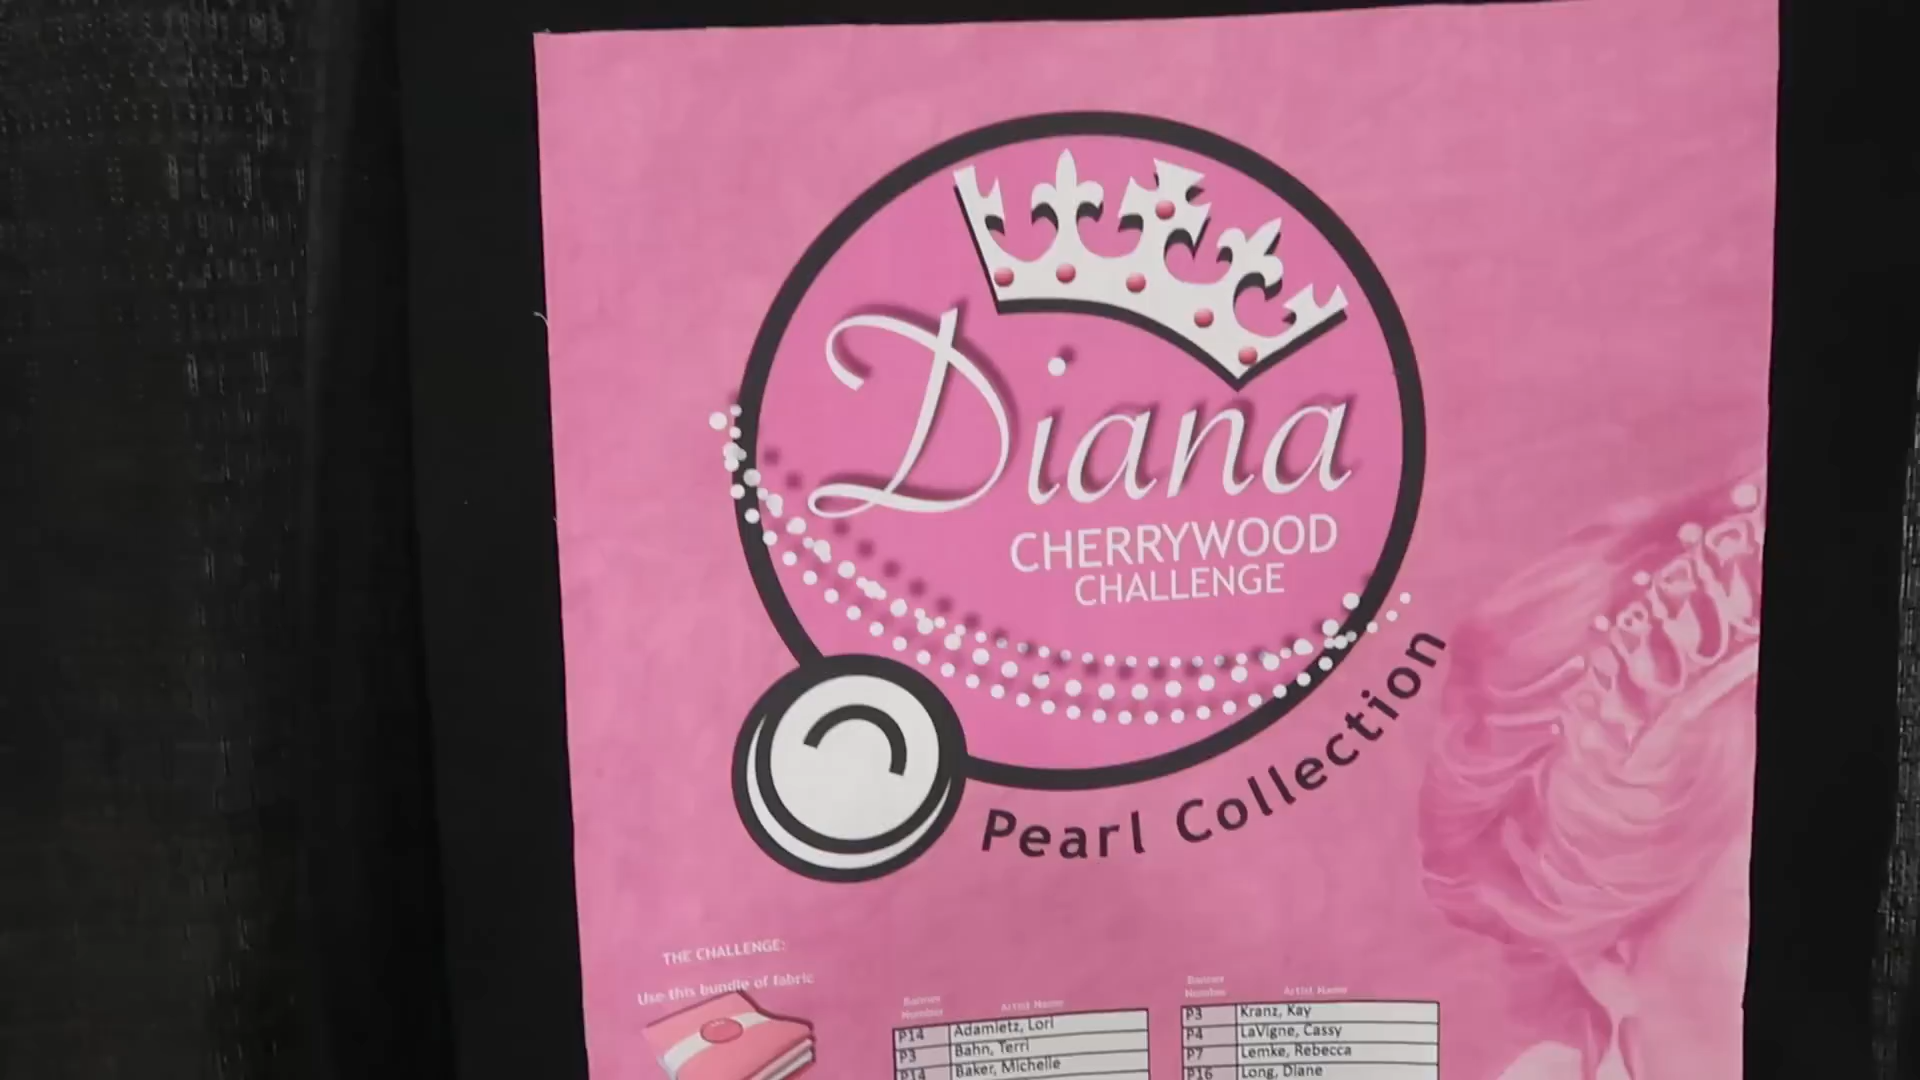 Diana
CHERRYWOOD
CHALLENGE
Pearl Collection
THE CHALLENGE:
Use this bundle of fabric
Banner Number Artist Name
P14 Adamietz, Lori
P3 Bahn, Terri
P14 Baker, Michelle
Banner Number Artist Name
P3 Kranz, Kay
P4 LaVigne, Cassy
P7 Lemke, Rebecca
P16 Long, Diane